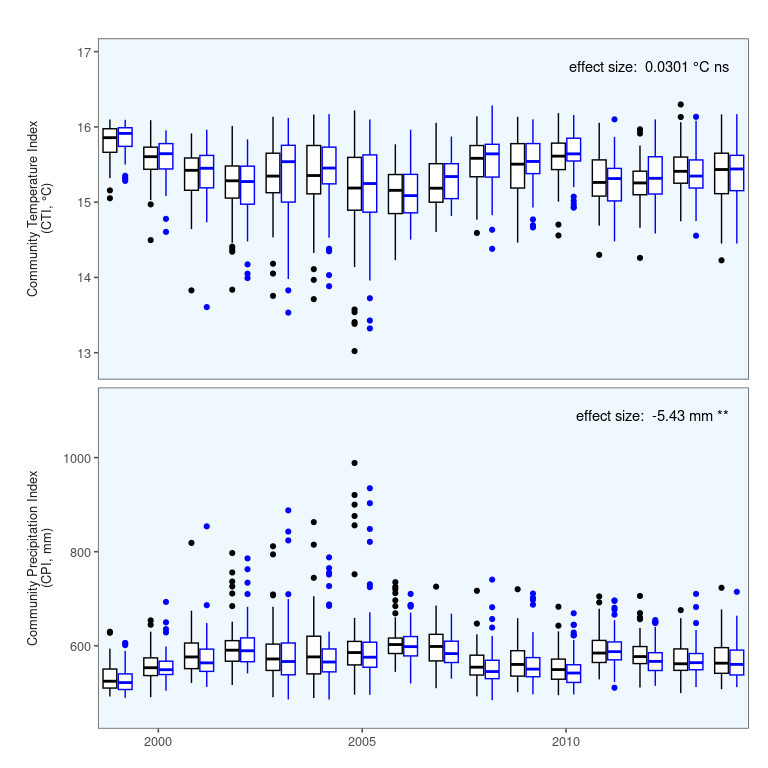 17
effect size:  0.0301 °C ns
16
15
14
13
Community Temperature Index
(CTI, °C)
effect size:  -5.43 mm **
1000
800
600
Community Precipitation Index
(CPI, mm)
2000
2005
2010